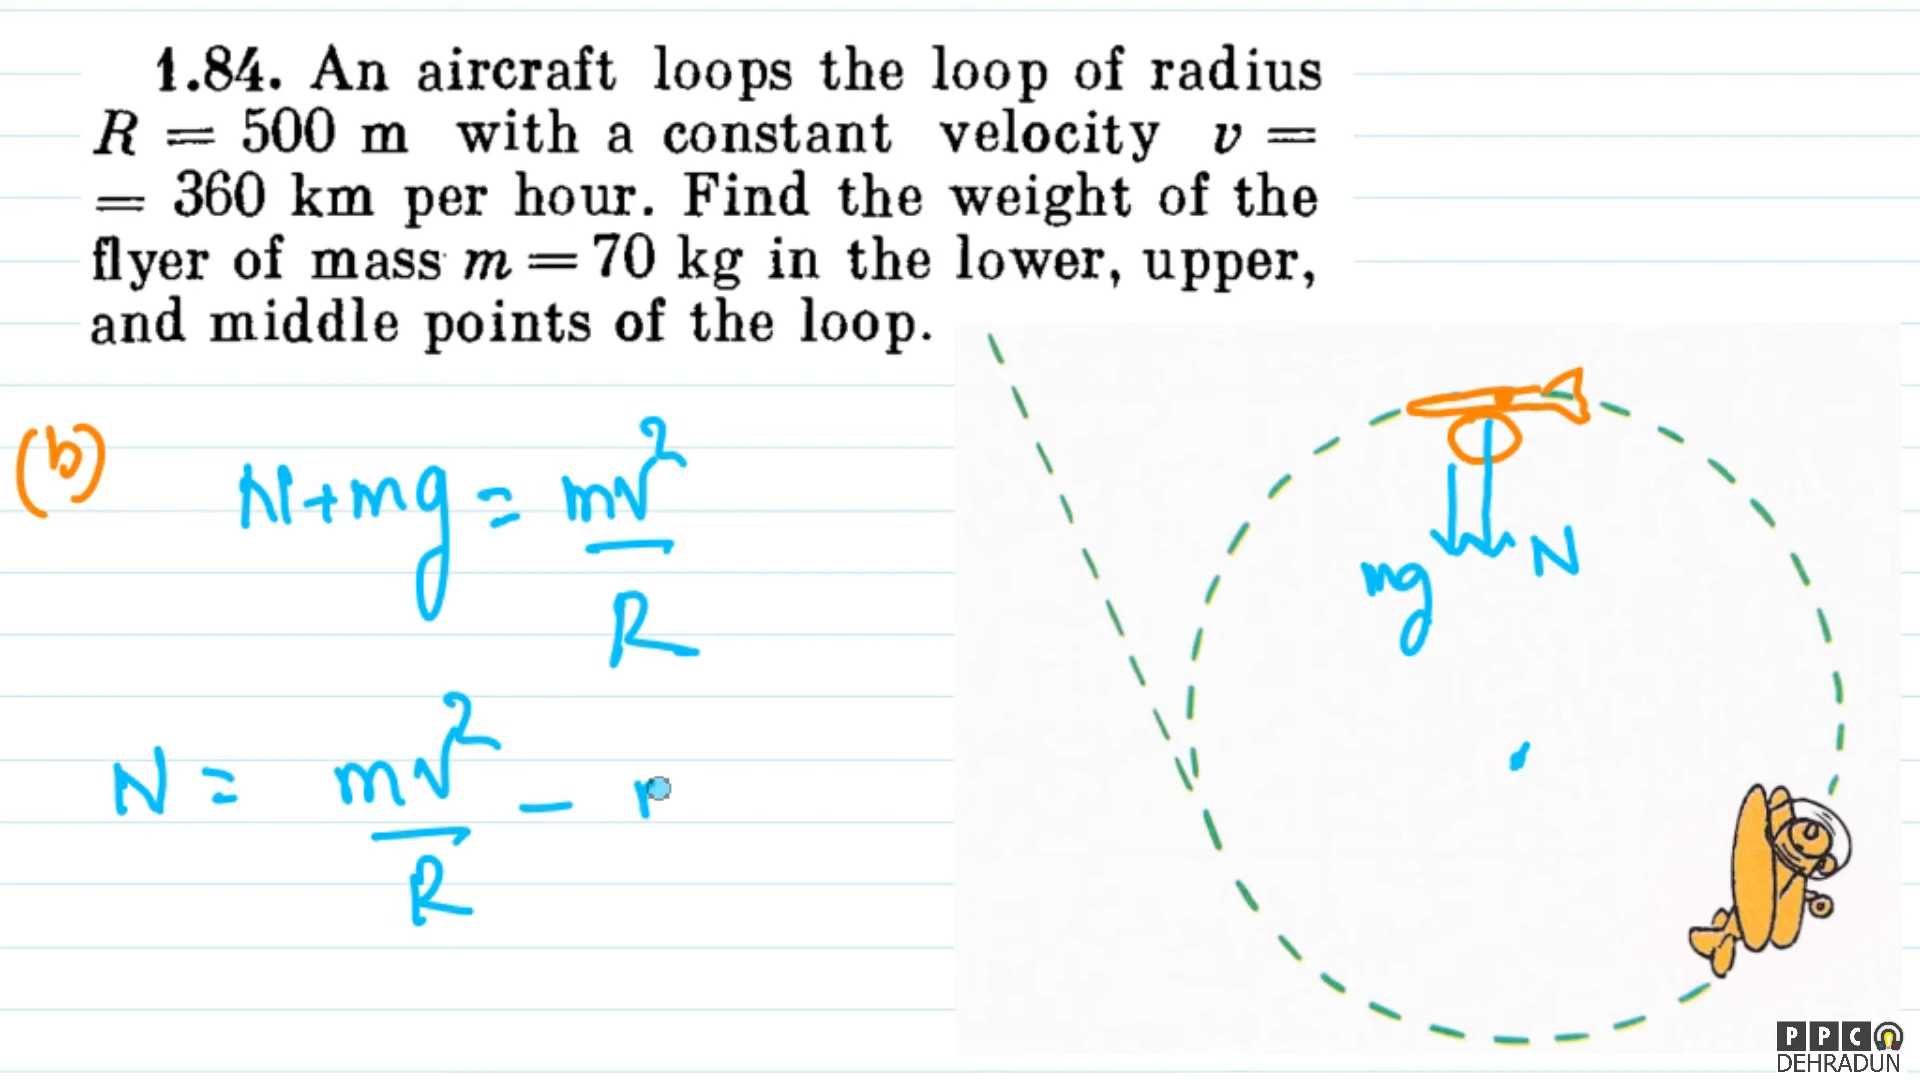 1.84. An aircraft loops the loop of radius
R = 500 m with a constant velocity v =
= 360 km per hour. Find the weight of the
flyer of mass m = 70 kg in the lower, upper,
and middle points of the loop.
(b)
N + mg = mv²
R
N
mg
N = mv² -
R
PPC
DEHRADUN